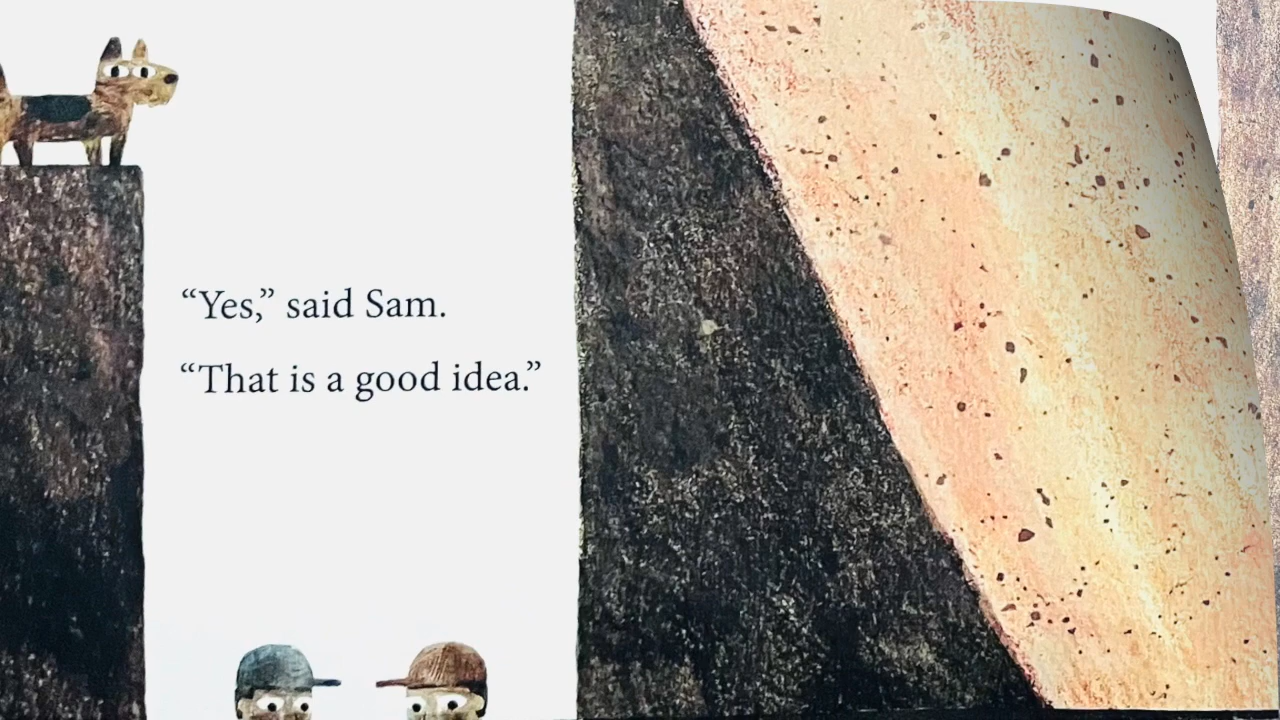 “Yes,” said Sam.
“That is a good idea.”